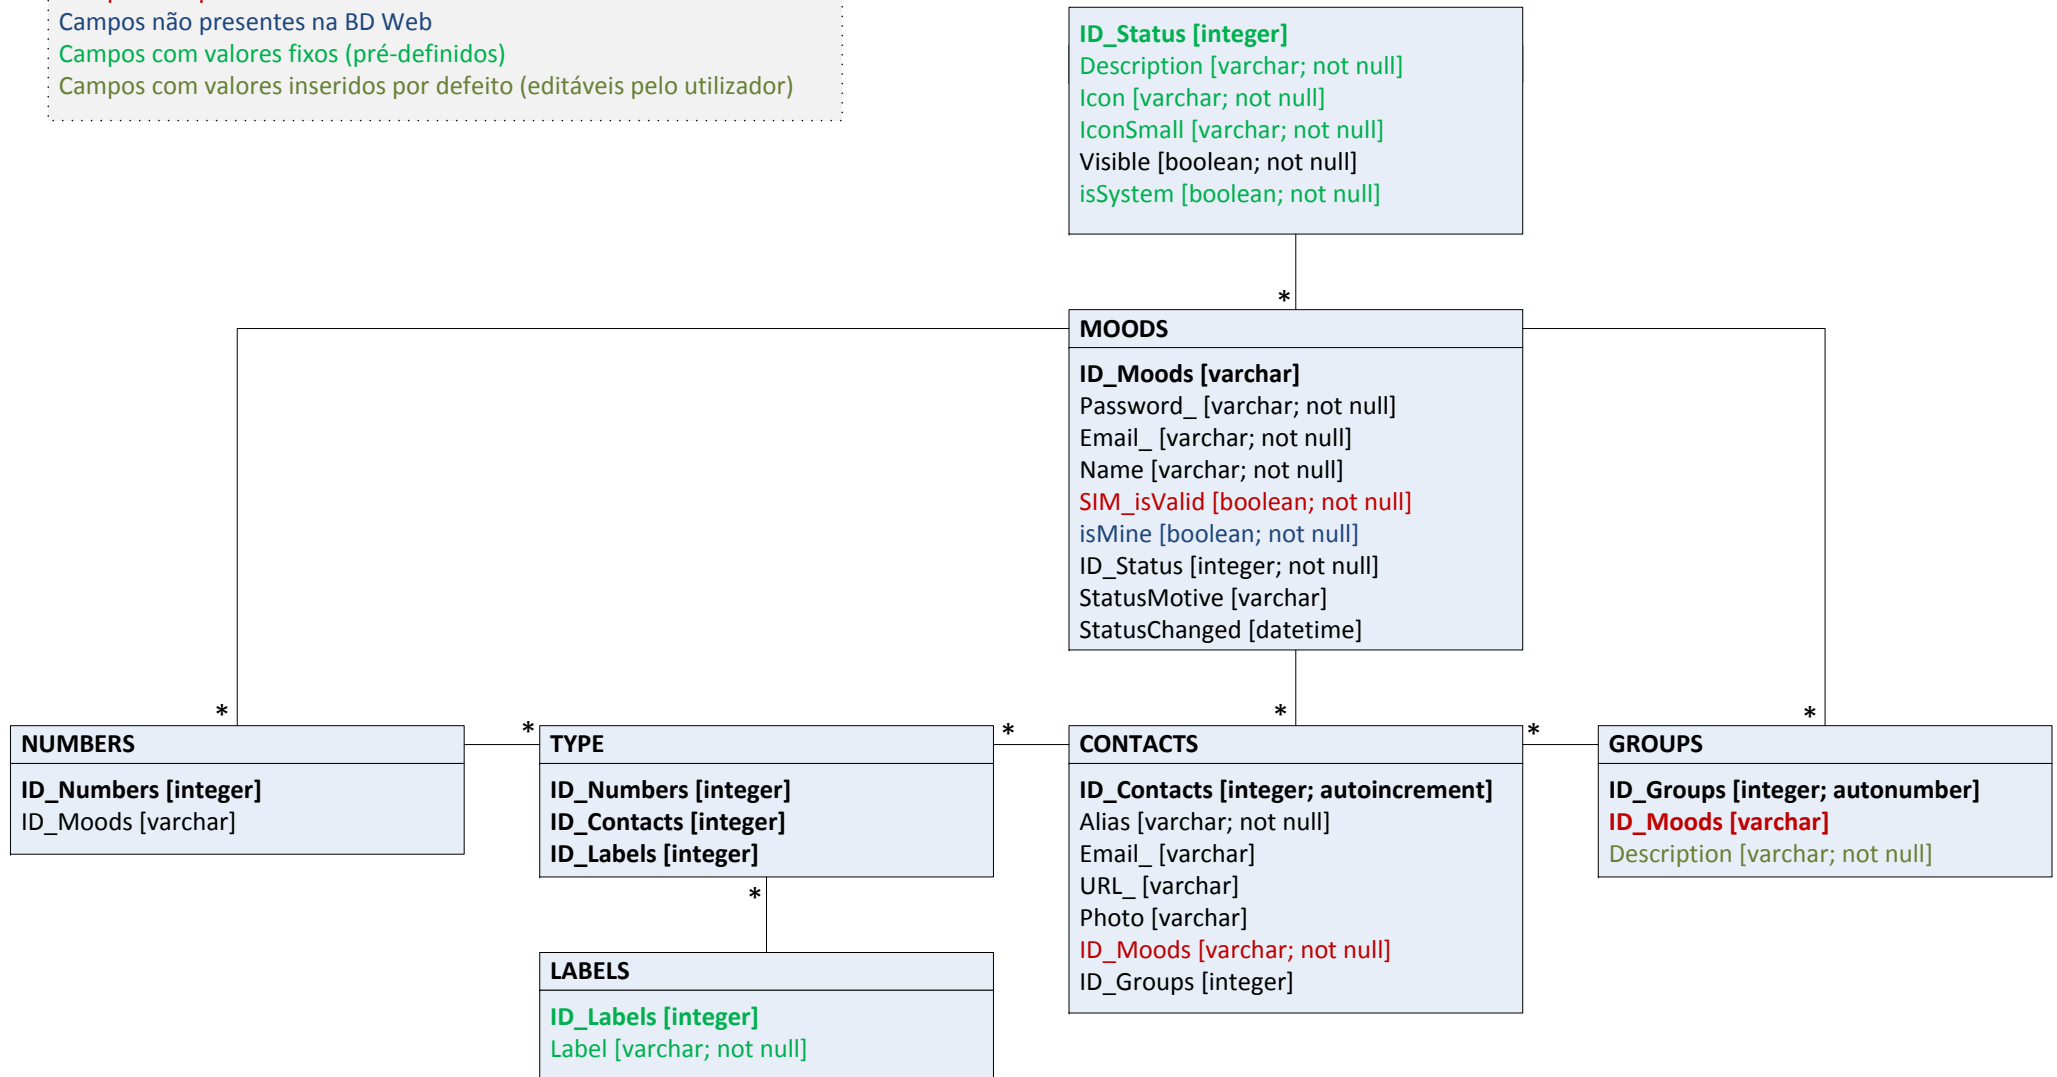 Campos não presentes na BD Web
Campos com valores fixos (pré-definidos)
Campos com valores inseridos por defeito (editáveis pelo utilizador)
ID_Status [integer]
Description [varchar; not null]
Icon [varchar; not null]
IconSmall [varchar; not null]
Visible [boolean; not null]
isSystem [boolean; not null]
*
MOODS
ID_Moods [varchar]
Password_ [varchar; not null]
Email_ [varchar; not null]
Name [varchar; not null]
SIM_isValid [boolean; not null]
isMine [boolean; not null]
ID_Status [integer; not null]
StatusMotive [varchar]
StatusChanged [datetime]
* * *
NUMBERS
ID_Numbers [integer]
ID_Moods [varchar]
*
TYPE
ID_Numbers [integer]
ID_Contacts [integer]
ID_Labels [integer]
*
*
LABELS
ID_Labels [integer]
Label [varchar; not null]
CONTACTS
ID_Contacts [integer; autoincrement]
Alias [varchar; not null]
Email_ [varchar]
URL_ [varchar]
Photo [varchar]
ID_Moods [varchar; not null]
ID_Groups [integer]
*
GROUPS
ID_Groups [integer; autonumber]
ID_Moods [varchar]
Description [varchar; not null]